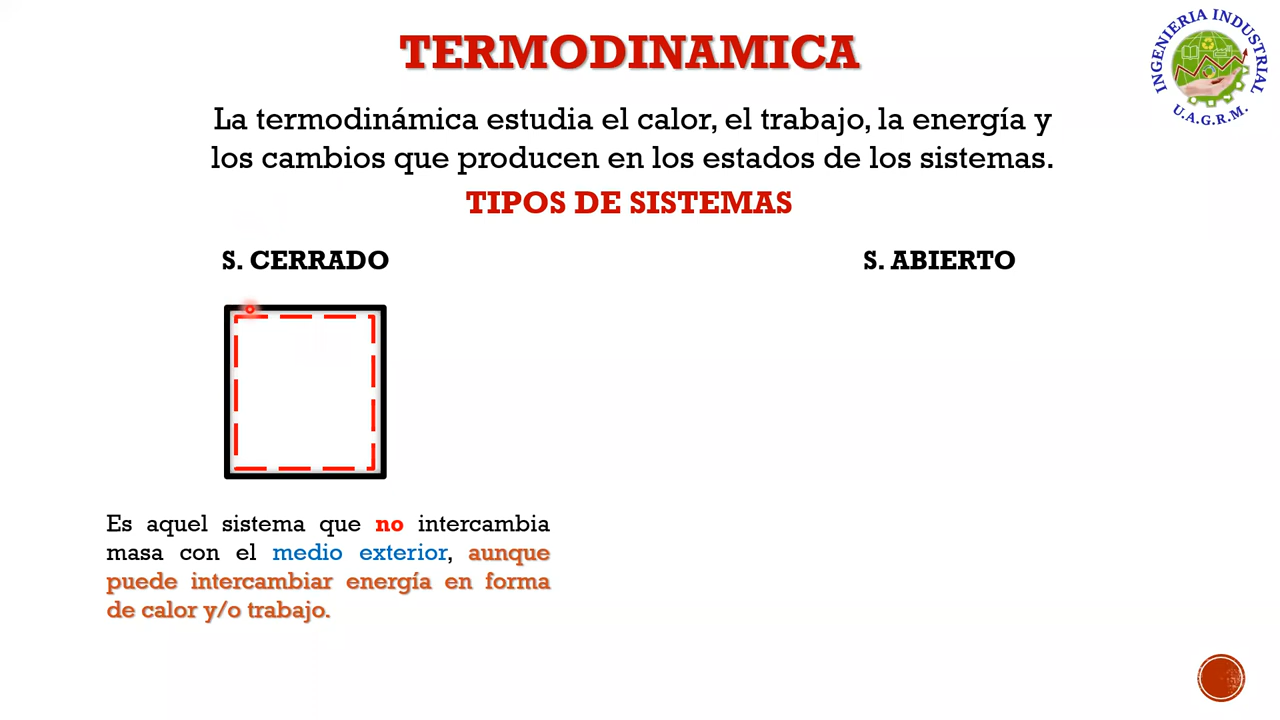 TERMODINAMICA
INGENIERIA INDUSTRIAL
U.A.G.R.M.
La termodinámica estudia el calor, el trabajo, la energía y
los cambios que producen en los estados de los sistemas.
TIPOS DE SISTEMAS
S. CERRADO
S. ABIERTO
Es aquel sistema que no intercambia
masa con el medio exterior, aunque
puede intercambiar energía en forma
de calor y/o trabajo.